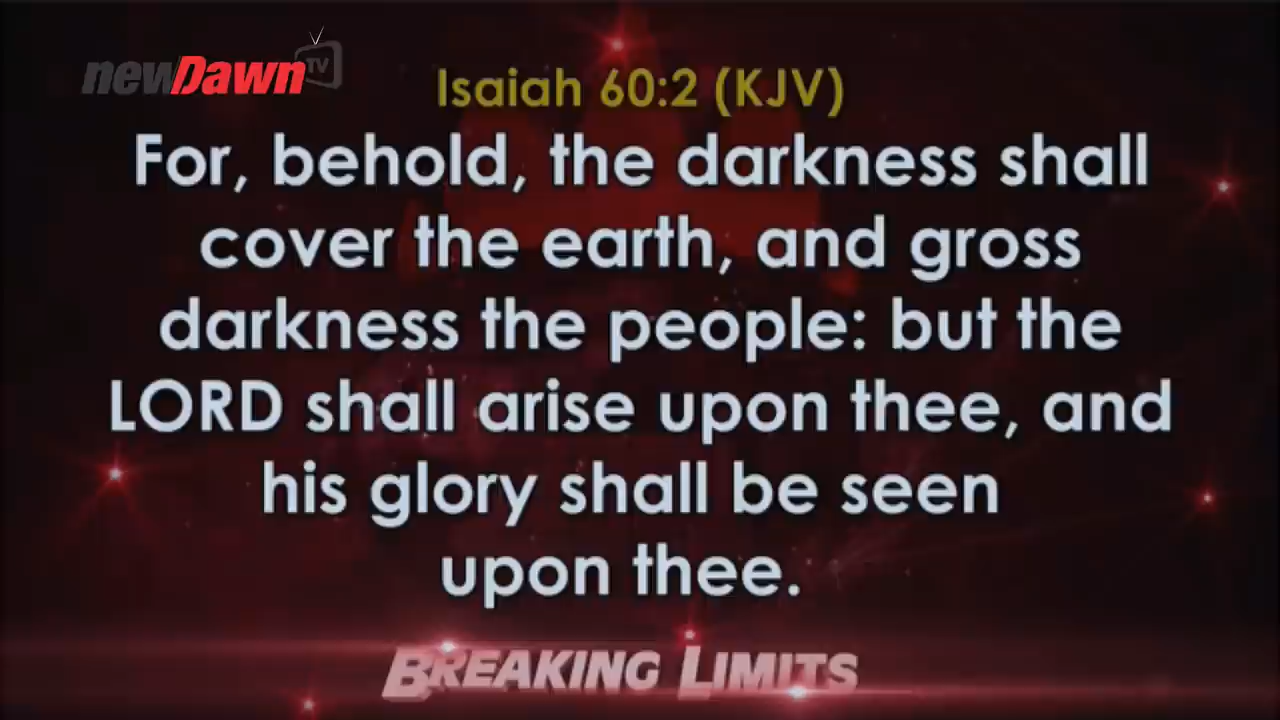 newDawn TV
Isaiah 60:2 (KJV)
For, behold, the darkness shall
cover the earth, and gross
darkness the people: but the
LORD shall arise upon thee, and
his glory shall be seen
upon thee.
BREAKING LIMITS